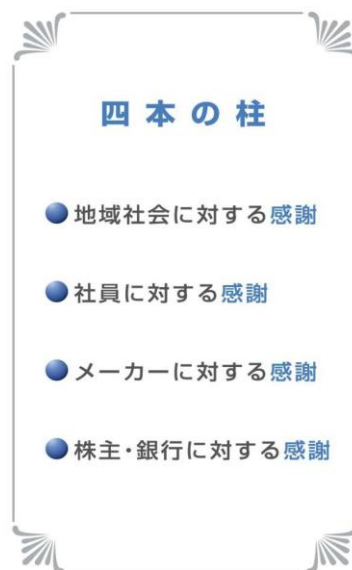 四本の柱
地域社会に対する感謝
社員に対する感謝
メーカーに対する感謝
株主・銀行に対する感謝